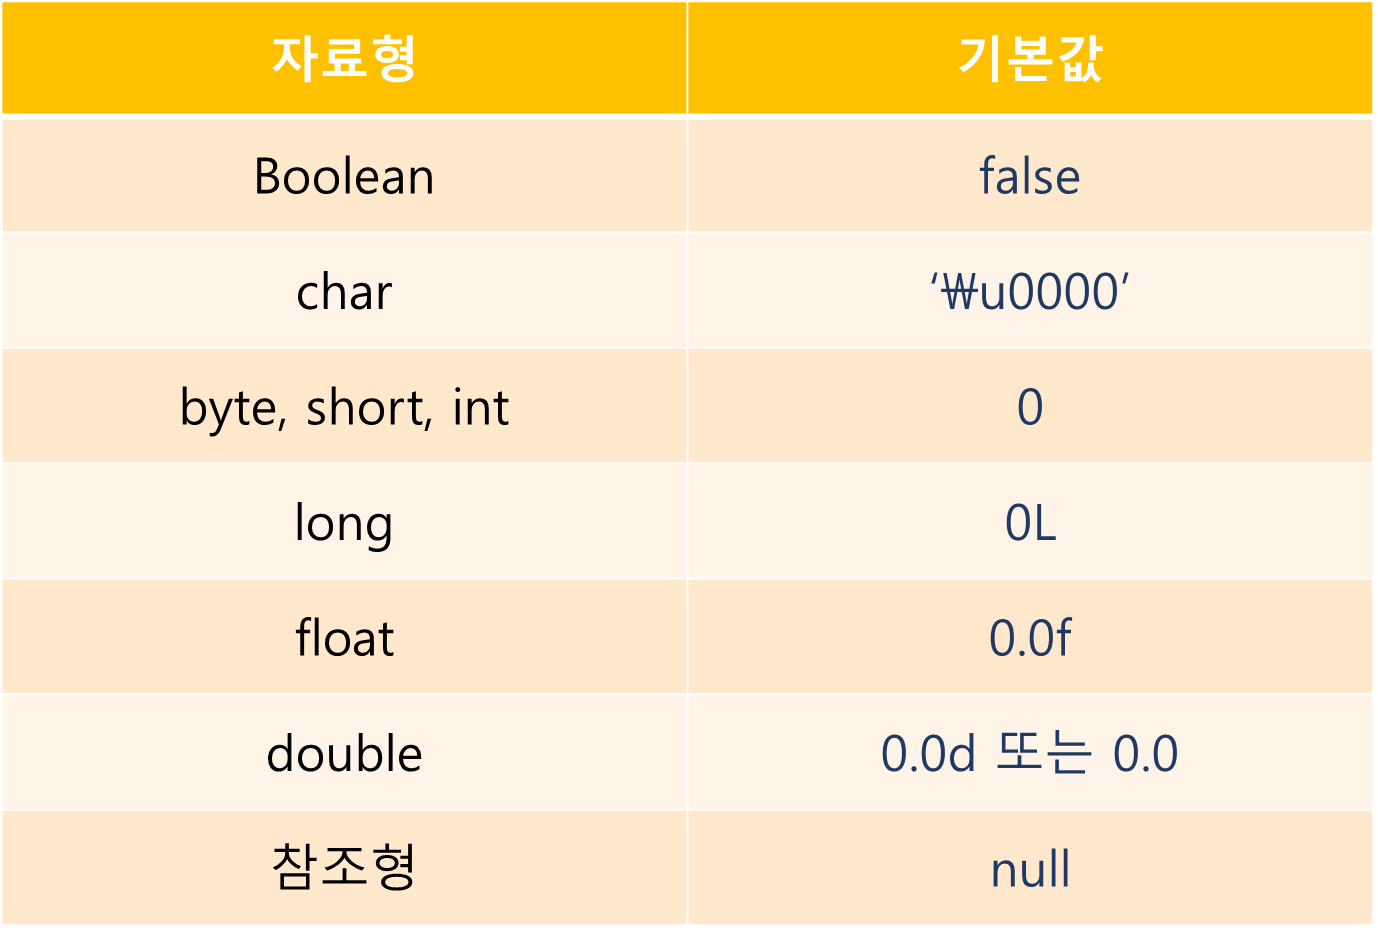 자료형 기본값
Boolean false
char ‘₩u0000’
byte, short, int 0
long 0L
float 0.0f
double 0.0d 또는 0.0
참조형 null